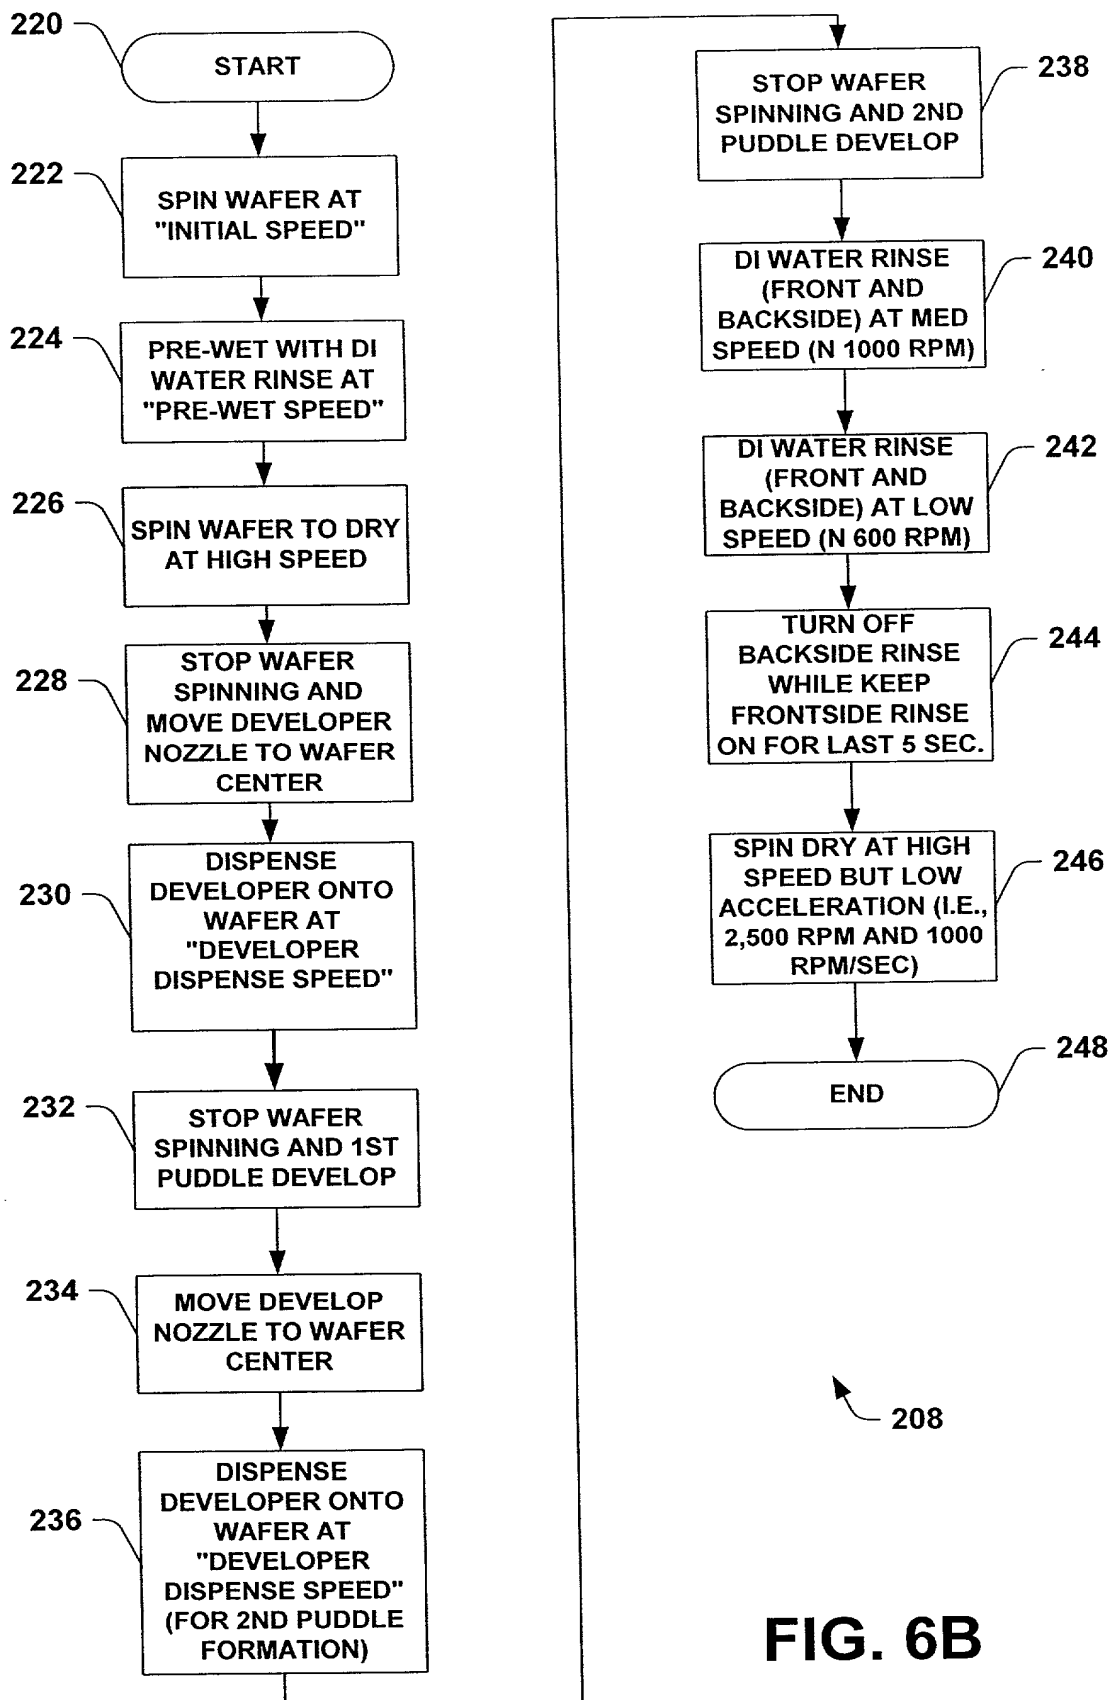 220
START
222
SPIN WAFER AT
"INITIAL SPEED"
224
PRE-WET WITH DI
WATER RINSE AT
"PRE-WET SPEED"
226
SPIN WAFER TO DRY
AT HIGH SPEED
228
STOP WAFER
SPINNING AND
MOVE DEVELOPER
NOZZLE TO WAFER
CENTER
230
DISPENSE
DEVELOPER ONTO
WAFER AT
"DEVELOPER
DISPENSE SPEED"
232
STOP WAFER
SPINNING AND 1ST
PUDDLE DEVELOP
234
MOVE DEVELOP
NOZZLE TO WAFER
CENTER
236
DISPENSE
DEVELOPER ONTO
WAFER AT
"DEVELOPER
DISPENSE SPEED"
(FOR 2ND PUDDLE
FORMATION)
238
STOP WAFER
SPINNING AND 2ND
PUDDLE DEVELOP
240
DI WATER RINSE
(FRONT AND
BACKSIDE) AT MED
SPEED (N 1000 RPM)
242
DI WATER RINSE
(FRONT AND
BACKSIDE) AT LOW
SPEED (N 600 RPM)
244
TURN OFF
BACKSIDE RINSE
WHILE KEEP
FRONTSIDE RINSE
ON FOR LAST 5 SEC.
246
SPIN DRY AT HIGH
SPEED BUT LOW
ACCELERATION (I.E.,
2,500 RPM AND 1000
RPM/SEC)
248
END
208
FIG. 6B